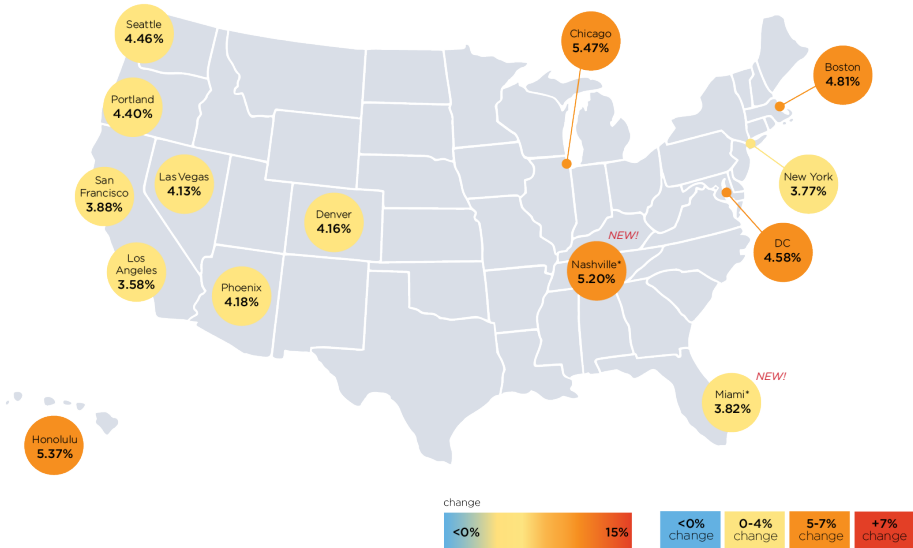 Seattle
4.46%
Chicago
5.47%
Boston
4.81%
Portland
4.40%
Las Vegas
4.13%
San
Francisco
3.88%
New York
3.77%
Denver
4.16%
NEW!
DC
4.58%
Los
Angeles
3.58%
Nashville*
5.20%
Phoenix
4.18%
NEW!
Miami*
3.82%
Honolulu
5.37%
change
<0%
15%
<0%
change
0-4%
change
5-7%
change
+7%
change